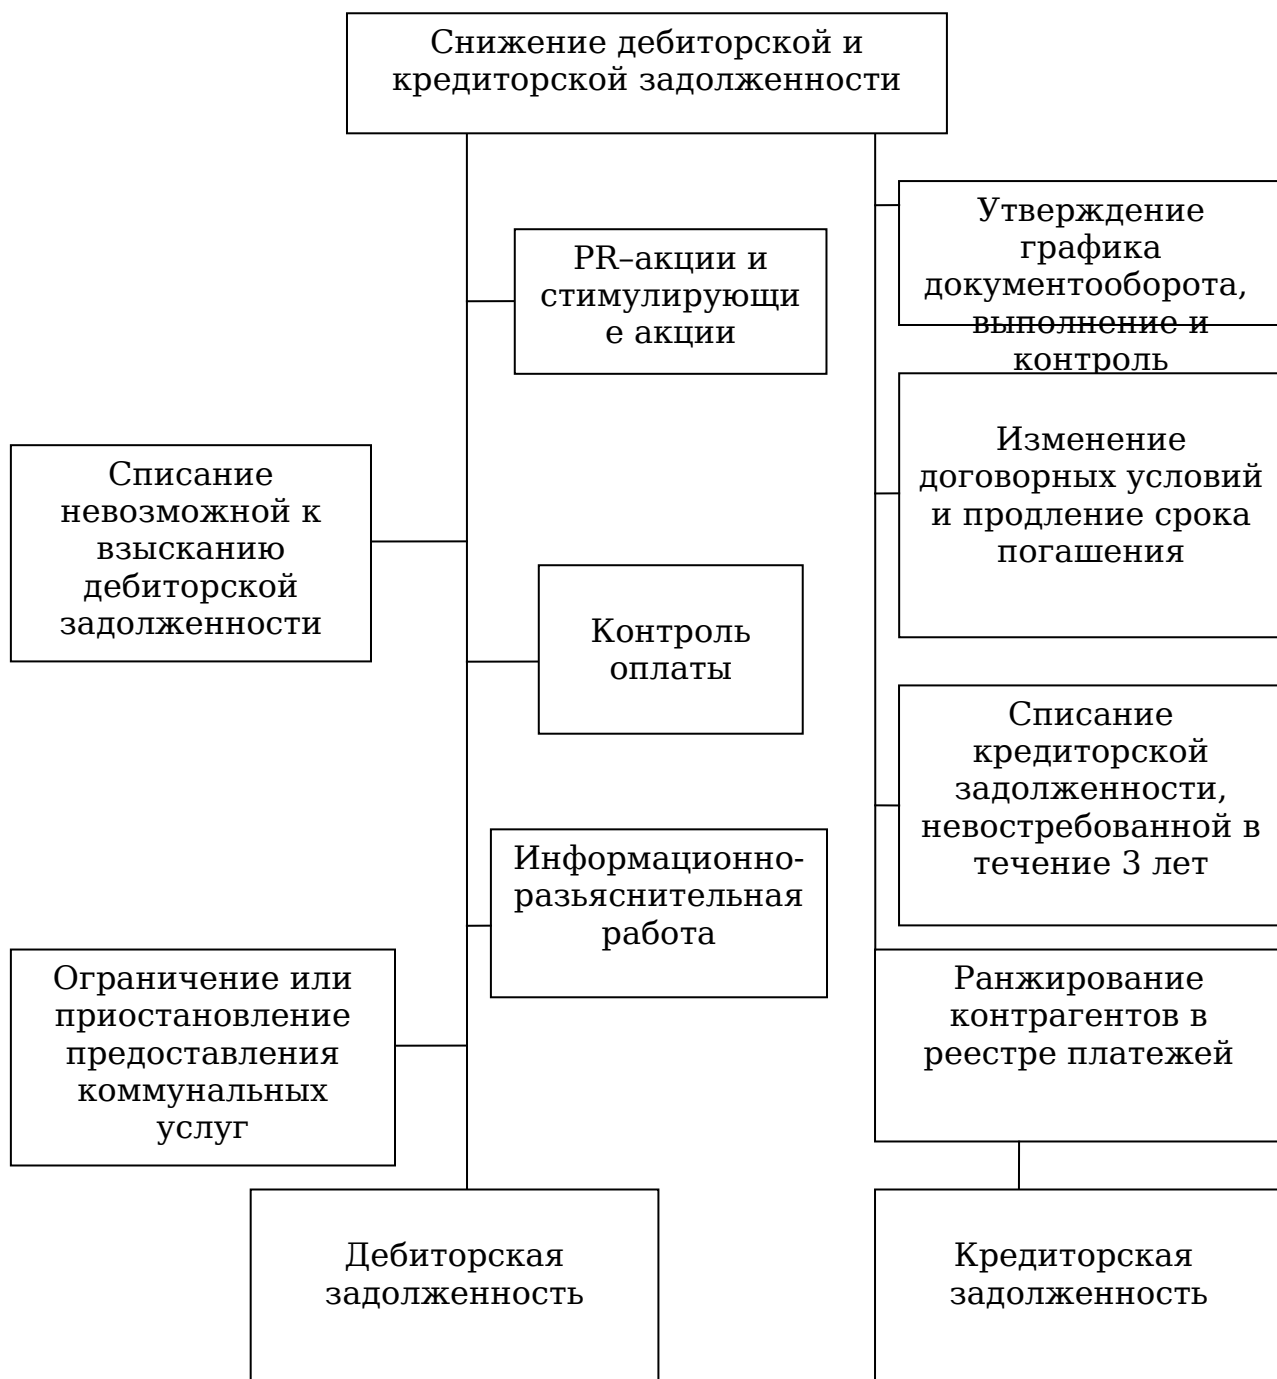 Снижение дебиторской и
кредиторской задолженности
Утверждение
графика
документооборота,
выполнение и
контроль
PR–акции и
стимулирующи
е акции
Изменение
договорных условий
и продление срока
погашения
Списание
невозможной к
взысканию
дебиторской
задолженности
Контроль
оплаты
Списание
кредиторской
задолженности,
невостребованной в
течение 3 лет
Информационно-
разьяснительная
работа
Ограничение или
приостановление
предоставления
коммунальных
услуг
Ранжирование
контрагентов в
реестре платежей
Дебиторская
задолженность
Кредиторская
задолженность